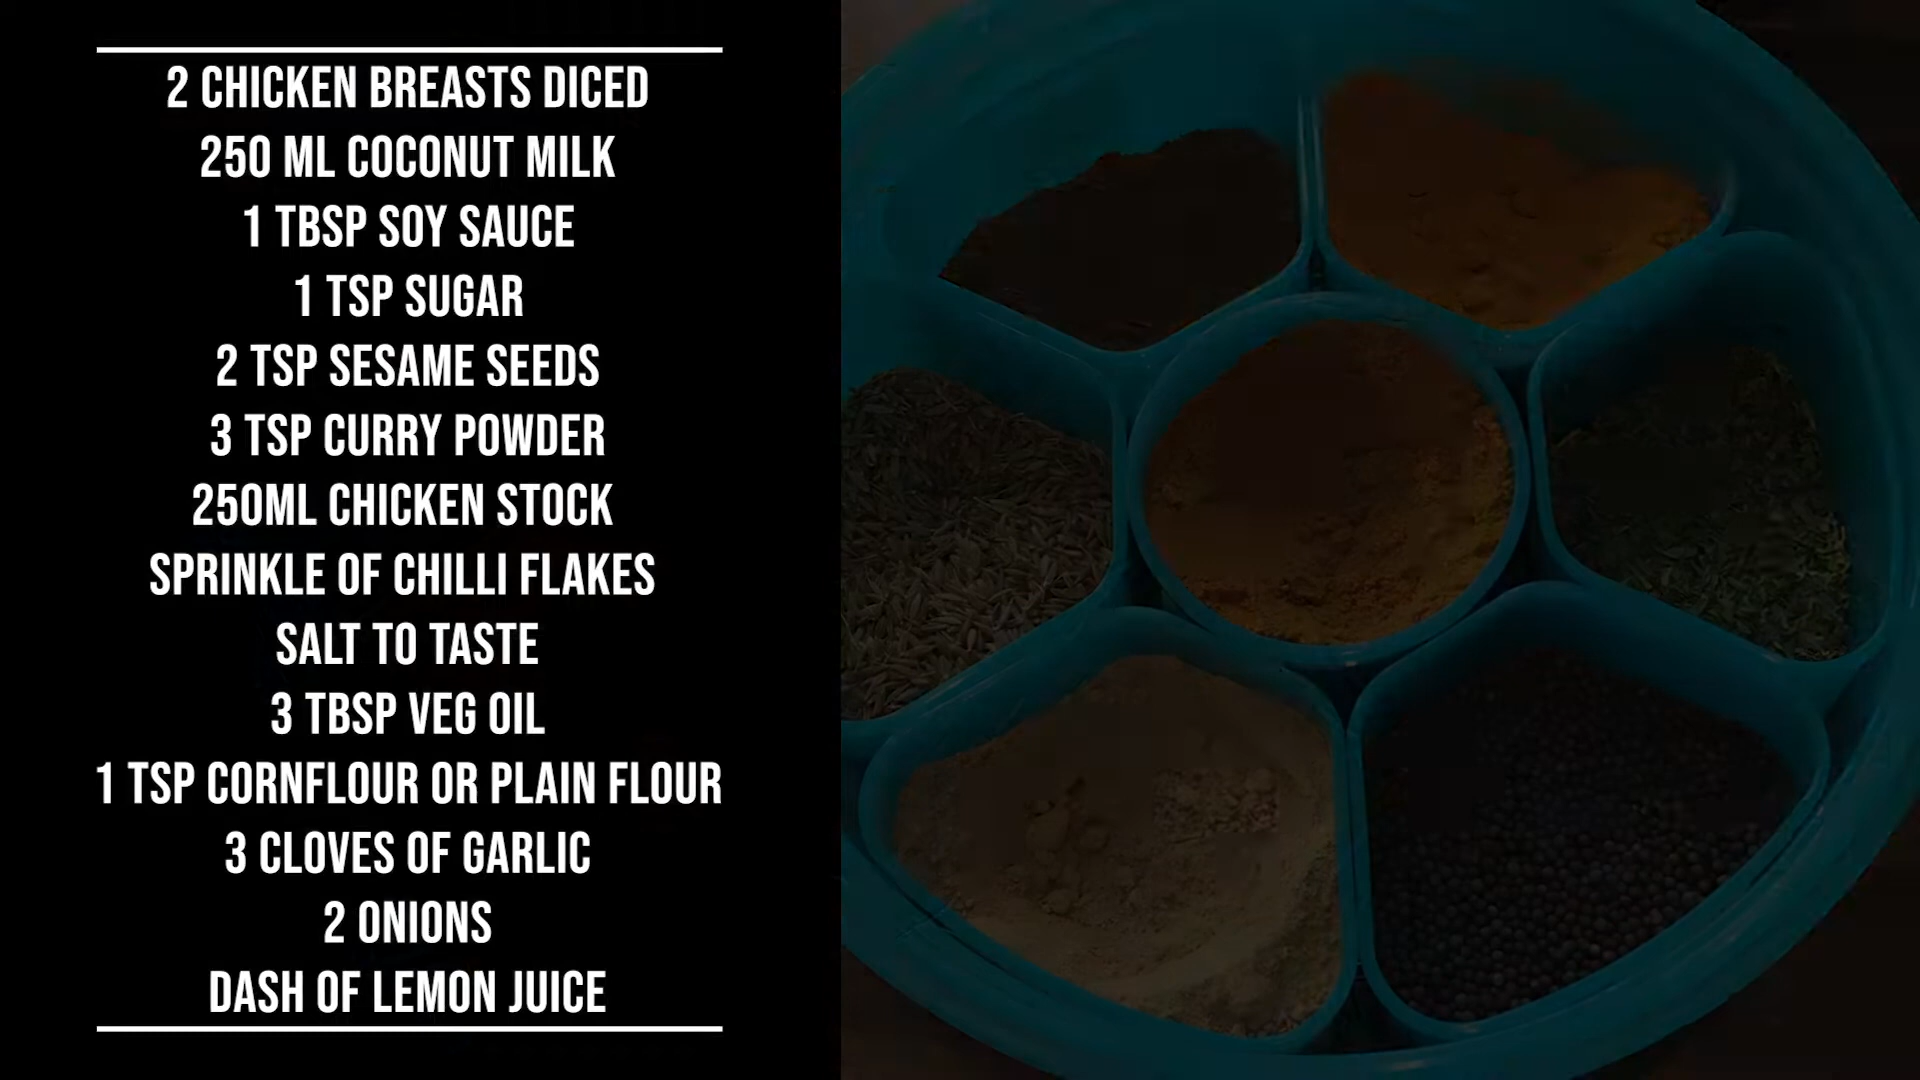 2 CHICKEN BREASTS DICED
250 ML COCONUT MILK
1 TBSP SOY SAUCE
1 TSP SUGAR
2 TSP SESAME SEEDS
3 TSP CURRY POWDER
250ML CHICKEN STOCK
SPRINKLE OF CHILLI FLAKES
SALT TO TASTE
3 TBSP VEG OIL
1 TSP CORNFLOUR OR PLAIN FLOUR
3 CLOVES OF GARLIC
2 ONIONS
DASH OF LEMON JUICE